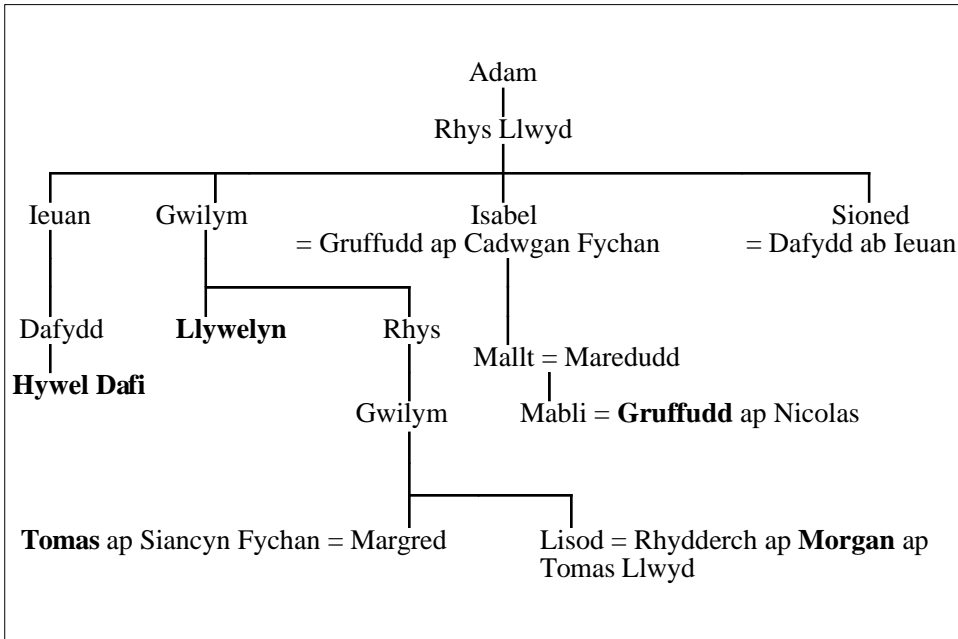 Adam
Rhys Llwyd
Ieuan Gwilym Isabel Sioned
= Gruffudd ap Cadwgan Fychan = Dafydd ab Ieuan
Dafydd Llywelyn Rhys
Mallt = Maredudd
Hywel Dafi
Gwilym Mabli = Gruffudd ap Nicolas
Tomas ap Siancyn Fychan = Margred Lisod = Rhydderch ap Morgan ap
Tomas Llwyd